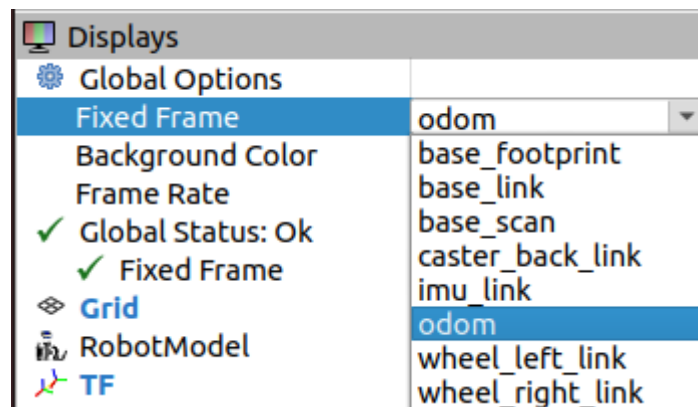 Displays
Global Options
Fixed Frame odom
Background Color base_footprint
Frame Rate base_link
Global Status: Ok base_scan
Fixed Frame caster_back_link
Grid imu_link
RobotModel odom
TF wheel_left_link
wheel_right_link